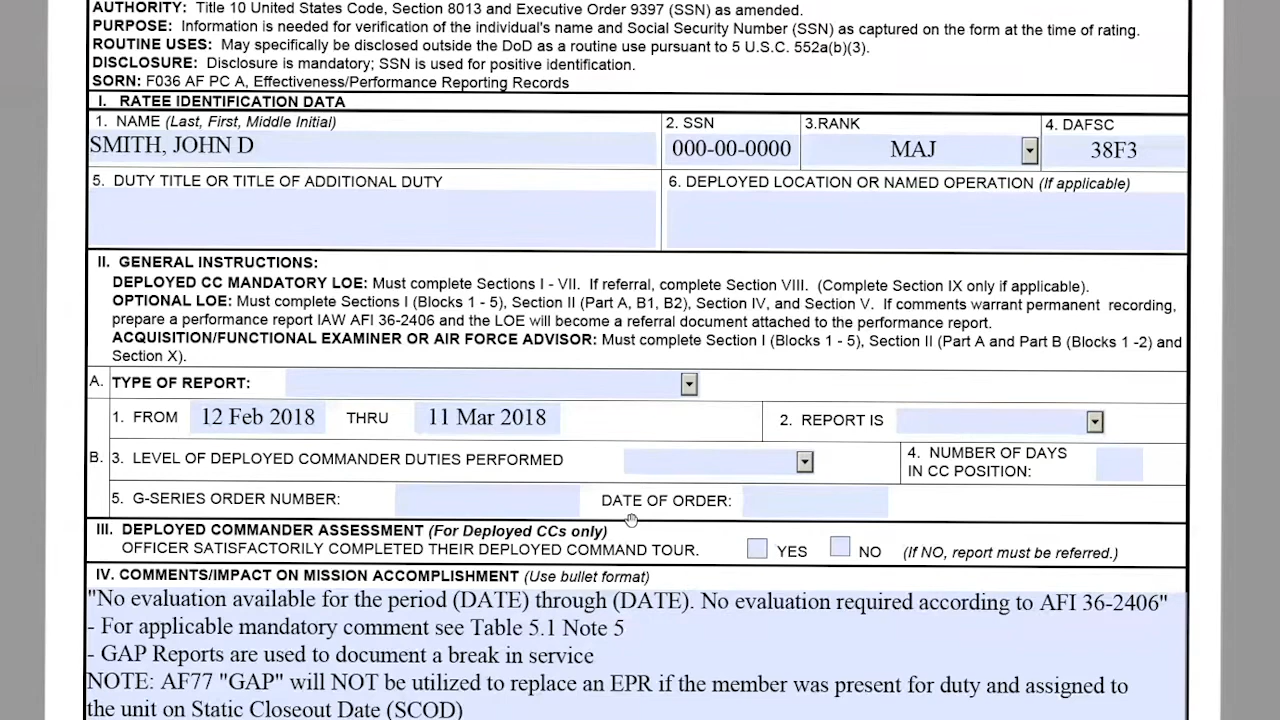 AUTHORITY: Title 10 United States Code, Section 8013 and Executive Order 9397 (SSN) as amended.
PURPOSE: Information is needed for verification of the individual's name and Social Security Number (SSN) as captured on the form at the time of rating.
ROUTINE USES: May specifically be disclosed outside the DoD as a routine use pursuant to 5 U.S.C. 552a(b)(3).
DISCLOSURE: Disclosure is mandatory; SSN is used for positive identification.
SORN: F036 AF PC A, Effectiveness/Performance Reporting Records
I. RATEE IDENTIFICATION DATA
1. NAME (Last, First, Middle Initial) 2. SSN 3.RANK 4. DAFSC
SMITH, JOHN D 000-00-0000 MAJ 38F3
5. DUTY TITLE OR TITLE OF ADDITIONAL DUTY 6. DEPLOYED LOCATION OR NAMED OPERATION (If applicable)
II. GENERAL INSTRUCTIONS:
DEPLOYED CC MANDATORY LOE: Must complete Sections I - VII. If referral, complete Section VIII. (Complete Section IX only if applicable).
OPTIONAL LOE: Must complete Sections I (Blocks 1 - 5), Section II (Part A, B1, B2), Section IV, and Section V. If comments warrant permanent recording,
prepare a performance report IAW AFI 36-2406 and the LOE will become a referral document attached to the performance report.
ACQUISITION/FUNCTIONAL EXAMINER OR AIR FORCE ADVISOR: Must complete Section I (Blocks 1 - 5), Section II (Part A and Part B (Blocks 1 -2) and
Section X).
A. TYPE OF REPORT:
1. FROM 12 Feb 2018 THRU 11 Mar 2018 2. REPORT IS
B. 3. LEVEL OF DEPLOYED COMMANDER DUTIES PERFORMED 4. NUMBER OF DAYS
IN CC POSITION:
5. G-SERIES ORDER NUMBER: DATE OF ORDER:
III. DEPLOYED COMMANDER ASSESSMENT (For Deployed CCs only)
OFFICER SATISFACTORILY COMPLETED THEIR DEPLOYED COMMAND TOUR. YES NO (If NO, report must be referred.)
IV. COMMENTS/IMPACT ON MISSION ACCOMPLISHMENT (Use bullet format)
"No evaluation available for the period (DATE) through (DATE). No evaluation required according to AFI 36-2406"
- For applicable mandatory comment see Table 5.1 Note 5
- GAP Reports are used to document a break in service
NOTE: AF77 "GAP" will NOT be utilized to replace an EPR if the member was present for duty and assigned to
the unit on Static Closeout Date (SCOD)